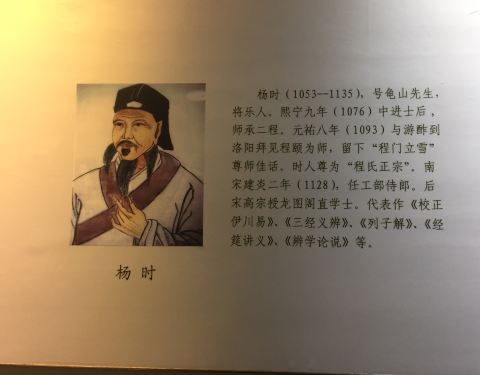 杨时（1053—1135），号龟山先生，
将乐人。熙宁九年（1076）中进士后，
师承二程。元祐八年（1093）与游酢到
洛阳拜见程颐为师，留下“程门立雪”
尊师佳话。时人尊为“程氏正宗”。南
宋建炎二年（1128），任工部侍郎。后
宋高宗授龙图阁直学士。代表作《校正
伊川易》、《三经义辨》、《列子解》、《经
筵讲义》、《辨学论说》等。
杨时